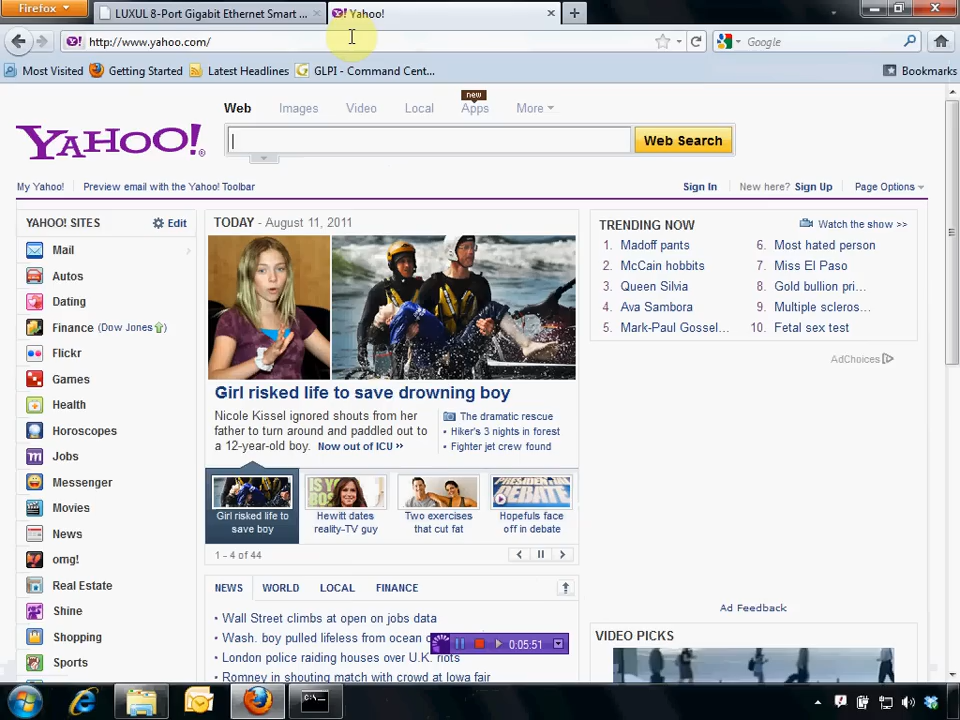 Firefox
LUXUL 8-Port Gigabit Ethernet Smart ...
Yahoo!
http://www.yahoo.com/
Google
Most Visited
Getting Started
Latest Headlines
GLPI - Command Cent...
Bookmarks
YAHOO!
Web
Images
Video
Local
new
Apps
More
Web Search
My Yahoo!
Preview email with the Yahoo! Toolbar
Sign In
New here? Sign Up
Page Options
YAHOO! SITES
Edit
Mail
Autos
Dating
Finance (Dow Jones)
Flickr
Games
Health
Horoscopes
Jobs
Messenger
Movies
News
omg!
Real Estate
Shine
Shopping
Sports
TODAY - August 11, 2011
Girl risked life to save drowning boy
Nicole Kissel ignored shouts from her
father to turn around and paddled out to
a 12-year-old boy. Now out of ICU »
The dramatic rescue
• Hiker's 3 nights in forest
• Fighter jet crew found
Girl risked life to
save boy
Hewitt dates
reality-TV guy
Two exercises
that cut fat
DEBATE
Hopefuls face
off in debate
1 - 4 of 44
NEWS
WORLD
LOCAL
FINANCE
• Wall Street climbs at open on jobs data
• Wash. boy pulled lifeless from ocean
• London police raiding houses over U.K. riots
• Romney in shouting match with crowd at Iowa fair
0:05:51
TRENDING NOW
Watch the show >>
1. Madoff pants
2. McCain hobbits
3. Queen Silvia
4. Ava Sambora
5. Mark-Paul Gossel...
6. Most hated person
7. Miss El Paso
8. Gold bullion pri...
9. Multiple scleros...
10. Fetal sex test
AdChoices
Ad Feedback
VIDEO PICKS
C:\